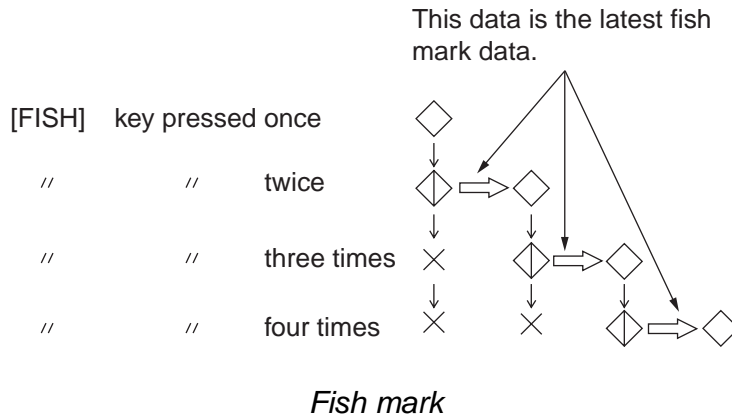 This data is the latest fish
mark data.
[FISH] key pressed once
〃 〃 twice
〃 〃 three times
〃 〃 four times
Fish mark